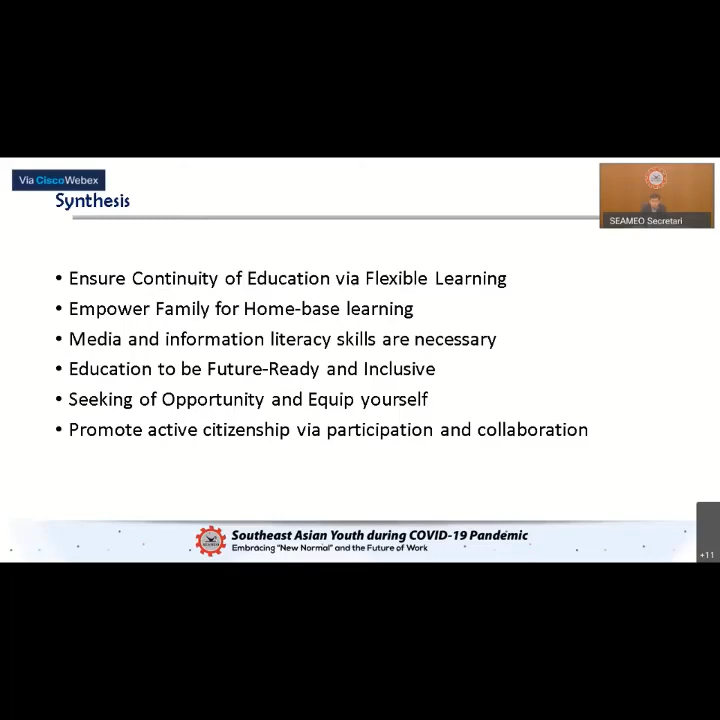 Via CiscoWebex
Synthesis
SEAMEO Secretari
• Ensure Continuity of Education via Flexible Learning
• Empower Family for Home-base learning
• Media and information literacy skills are necessary
• Education to be Future-Ready and Inclusive
• Seeking of Opportunity and Equip yourself
• Promote active citizenship via participation and collaboration
Southeast Asian Youth during COVID-19 Pandemic
Embracing "New Normal" and the Future of Work
+11